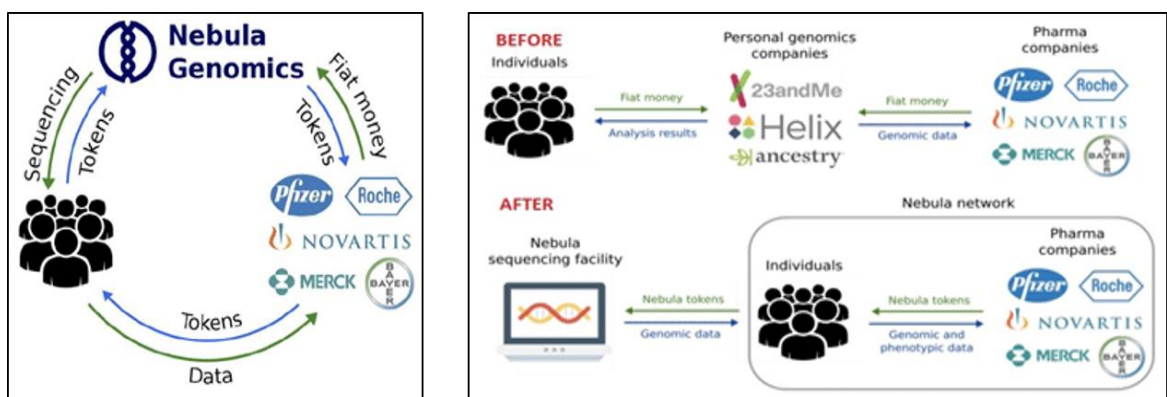 Nebula
Genomics
Sequencing
Tokens
Tokens
Fiat money
Pfizer
Roche
NOVARTIS
MERCK
BAYER
BAYER
Tokens
Data
BEFORE
Individuals
Personal genomics
companies
Pharma
companies
Fiat money
Analysis results
23andMe
Helix
ancestry
Fiat money
Genomic data
Pfizer
Roche
NOVARTIS
MERCK
BAYER
BAYER
AFTER
Nebula network
Nebula
sequencing facility
Individuals
Pharma
companies
Nebula tokens
Genomic data
Nebula tokens
Genomic and
phenotypic data
Pfizer
Roche
NOVARTIS
MERCK
BAYER
BAYER